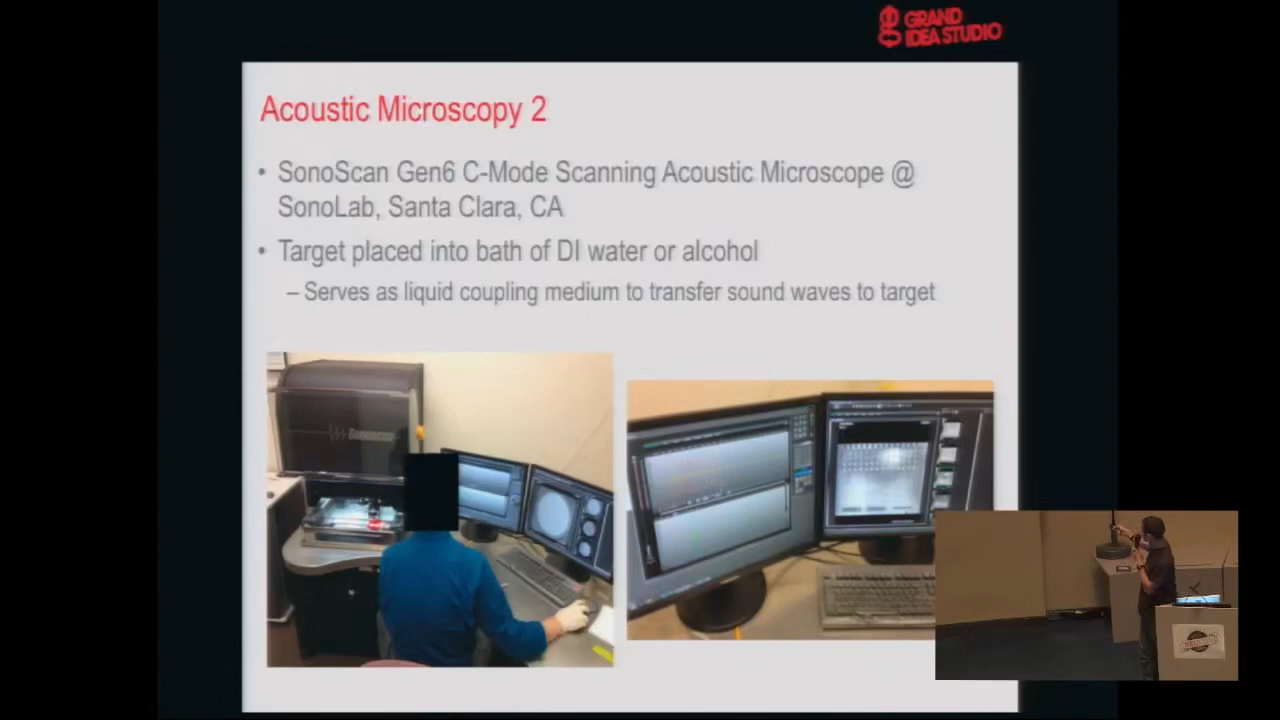 GRAND
IDEA STUDIO
Acoustic Microscopy 2
• SonoScan Gen6 C-Mode Scanning Acoustic Microscope @
SonoLab, Santa Clara, CA
• Target placed into bath of DI water or alcohol
– Serves as liquid coupling medium to transfer sound waves to target